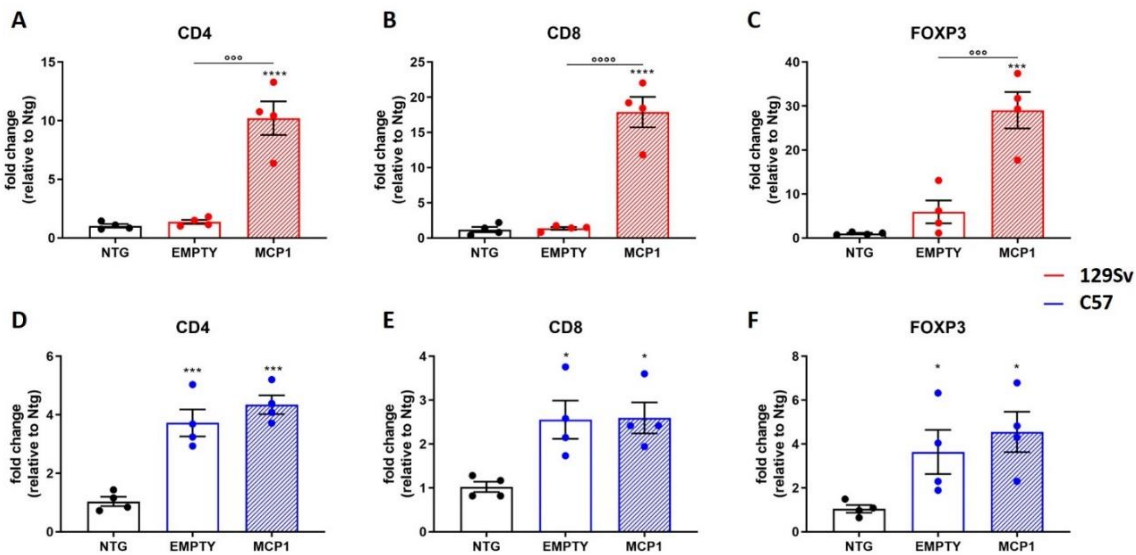 A
CD4
fold change
(relative to Ntg)
15
10
5
0
°°°
****
NTG EMPTY MCP1
B
CD8
fold change
(relative to Ntg)
25
20
15
10
5
0
°°°°
****
NTG EMPTY MCP1
C
FOXP3
fold change
(relative to Ntg)
40
30
20
10
0
°°°
***
NTG EMPTY MCP1
129Sv
C57
D
CD4
fold change
(relative to Ntg)
6
4
2
0
***
***
NTG EMPTY MCP1
E
CD8
fold change
(relative to Ntg)
4
3
2
1
0
*
*
NTG EMPTY MCP1
F
FOXP3
fold change
(relative to Ntg)
8
6
4
2
0
*
*
NTG EMPTY MCP1